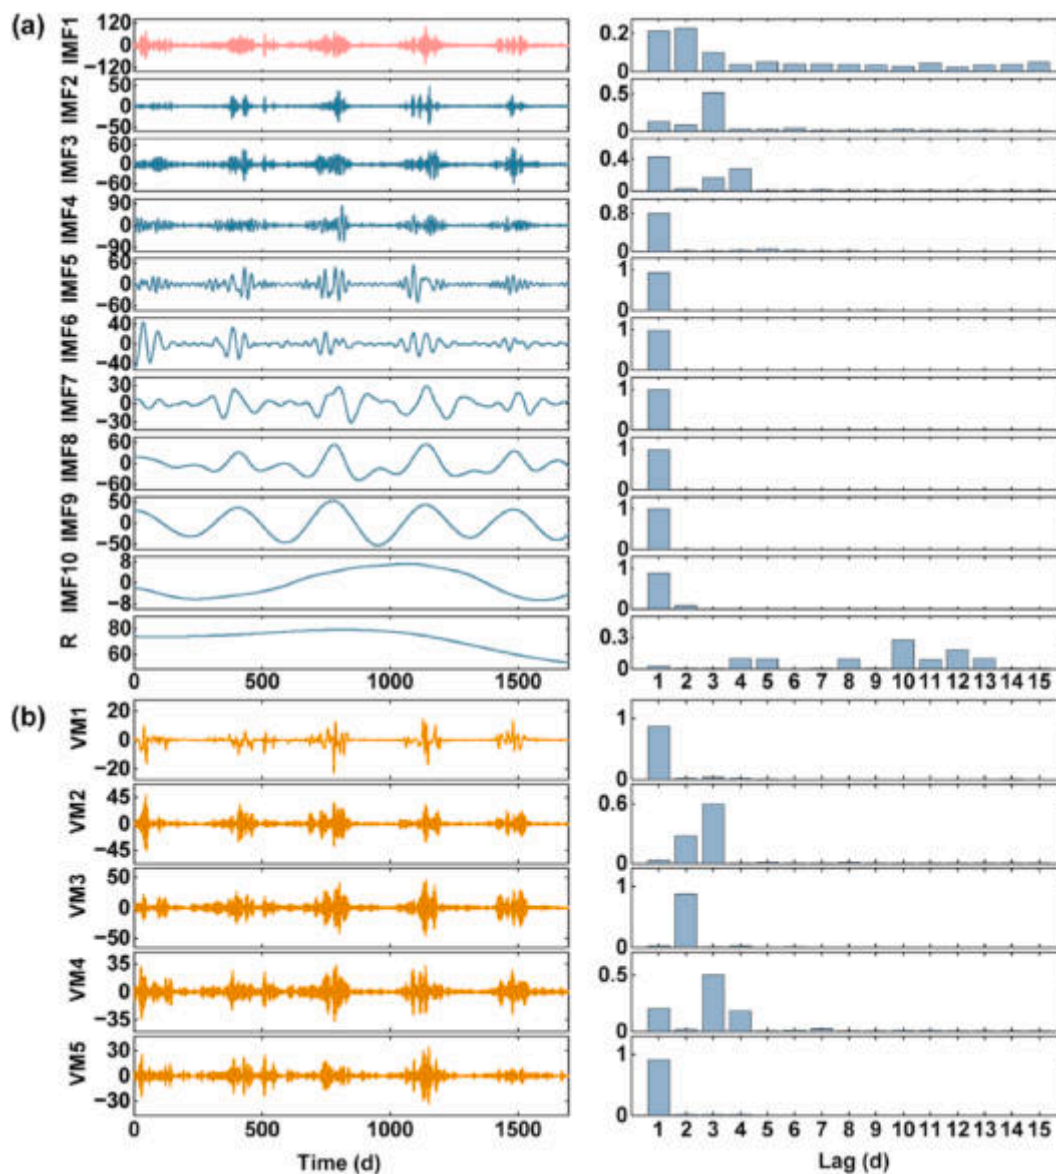 (a)
IMF1 120 0 −120 0.2 0
IMF2 50 0 −50 0.5 0
IMF3 60 0 −60 0.4 0
IMF4 90 0 −90 0.8 0
IMF5 60 0 −60 1 0
IMF6 40 0 −40 1 0
IMF7 30 0 −30 1 0
IMF8 60 0 −60 1 0
IMF9 50 0 −50 1 0
IMF10 8 0 −8 1 0
R 80 60 0.3 0
0 500 1000 1500 1 2 3 4 5 6 7 8 9 10 11 12 13 14 15
(b)
VM1 20 0 −20 1 0
VM2 45 0 −45 0.6 0
VM3 50 0 −50 1 0
VM4 35 0 −35 0.5 0
VM5 30 0 −30 1 0
0 500 1000 1500 1 2 3 4 5 6 7 8 9 10 11 12 13 14 15
Time (d) Lag (d)